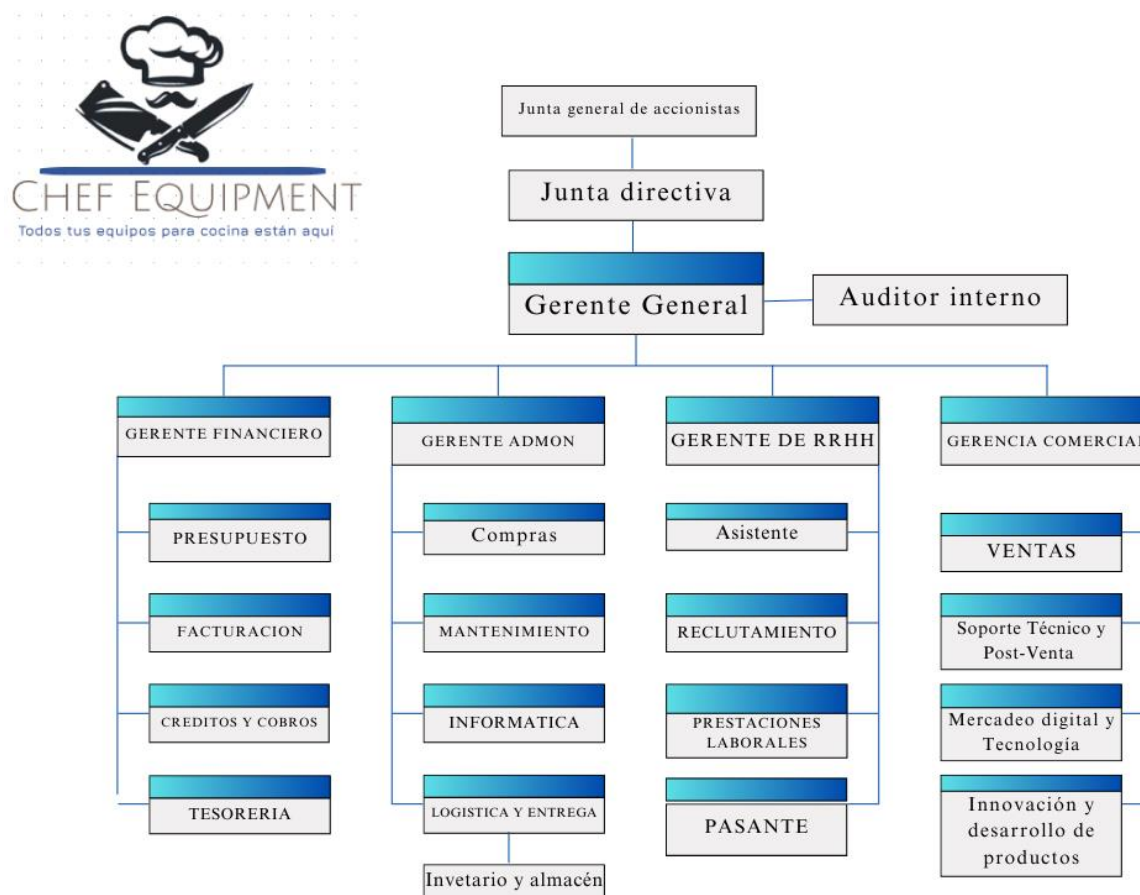 CHEF EQUIPMENT
Todos tus equipos para cocina están aquí
Junta general de accionistas
Junta directiva
Gerente General
Auditor interno
GERENTE FINANCIERO
PRESUPUESTO
FACTURACION
CREDITOS Y COBROS
TESORERIA
GERENTE ADMON
Compras
MANTENIMIENTO
INFORMATICA
LOGISTICA Y ENTREGA
Invetario y almacén
GERENTE DE RRHH
Asistente
RECLUTAMIENTO
PRESTACIONES
LABORALES
PASANTE
GERENCIA COMERCIAL
VENTAS
Soporte Técnico y
Post-Venta
Mercadeo digital y
Tecnología
Innovación y
desarrollo de
productos